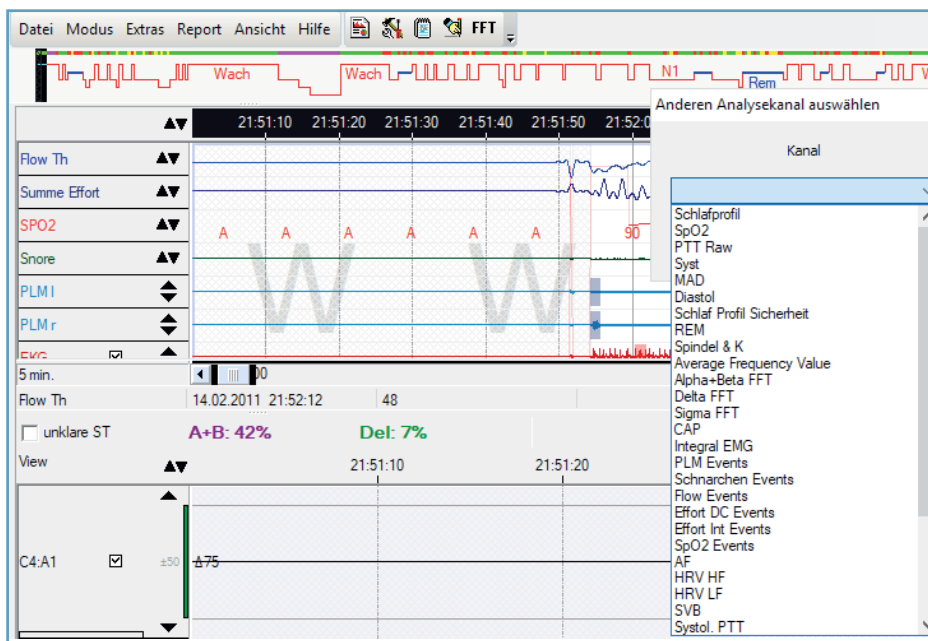 Datei Modus Extras Report Ansicht Hilfe FFT
Wach Wach N1 Rem
Anderen Analysekanal auswählen
21:51:10 21:51:20 21:51:30 21:51:40 21:51:50 21:52:0
Kanal
Flow Th
Summe Effort
SPO2
A A A A A A 90
Snore
W W
PLM l
PLM r
EKG
5 min. 00
Flow Th 14.02.2011 21:52:12 48
unklare ST A+B: 42% Del: 7%
View 21:51:10 21:51:20
C4:A1 ±50 Δ75
Schlafprofil
SpO2
PTT Raw
Syst
MAD
Diastol
Schlaf Profil Sicherheit
REM
Spindel & K
Average Frequency Value
Alpha+Beta FFT
Delta FFT
Sigma FFT
CAP
Integral EMG
PLM Events
Schnarchen Events
Flow Events
Effort DC Events
Effort Int Events
SpO2 Events
AF
HRV HF
HRV LF
SVB
Systol. PTT